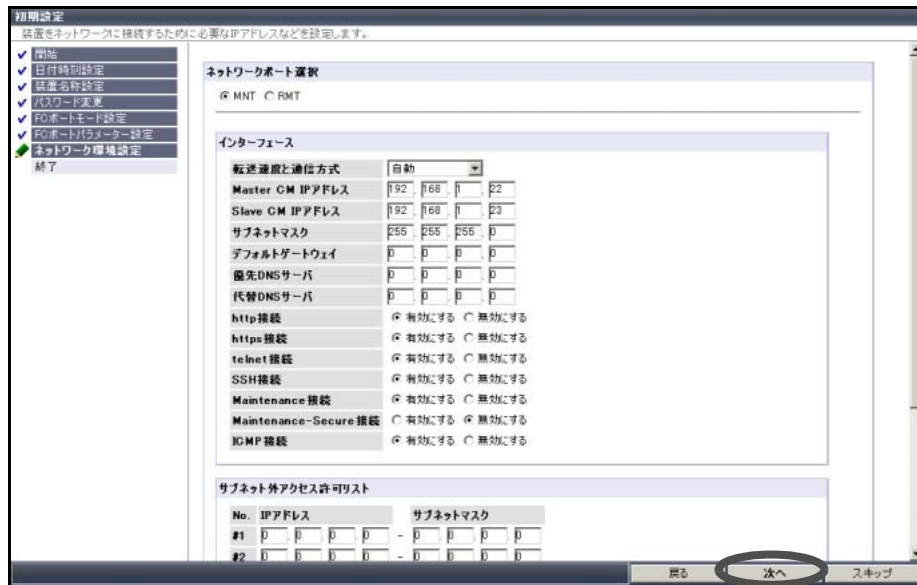 初期設定
装置をネットワークに接続するために必要なIPアドレスなどを設定します。
開始
日付時刻設定
装置名称設定
パスワード変更
FCポートモード設定
FCポートパラメーター設定
ネットワーク環境設定
終了
ネットワークポート選択
MNT RMT
インターフェース
転送速度と通信方式 自動
Master CM IPアドレス 192 . 168 . 1 . 22
Slave CM IPアドレス 192 . 168 . 1 . 23
サブネットマスク 255 . 255 . 255 . 0
デフォルトゲートウェイ 0 . 0 . 0 . 0
優先DNSサーバ 0 . 0 . 0 . 0
代替DNSサーバ 0 . 0 . 0 . 0
http接続 有効にする 無効にする
https接続 有効にする 無効にする
telnet接続 有効にする 無効にする
SSH接続 有効にする 無効にする
Maintenance接続 有効にする 無効にする
Maintenance-Secure接続 有効にする 無効にする
ICMP接続 有効にする 無効にする
サブネット外アクセス許可リスト
No. IPアドレス サブネットマスク
#1 0 . 0 . 0 . 0 - 0 . 0 . 0 . 0
#2 0 . 0 . 0 . 0 - 0 . 0 . 0 . 0
戻る 次へ スキップ